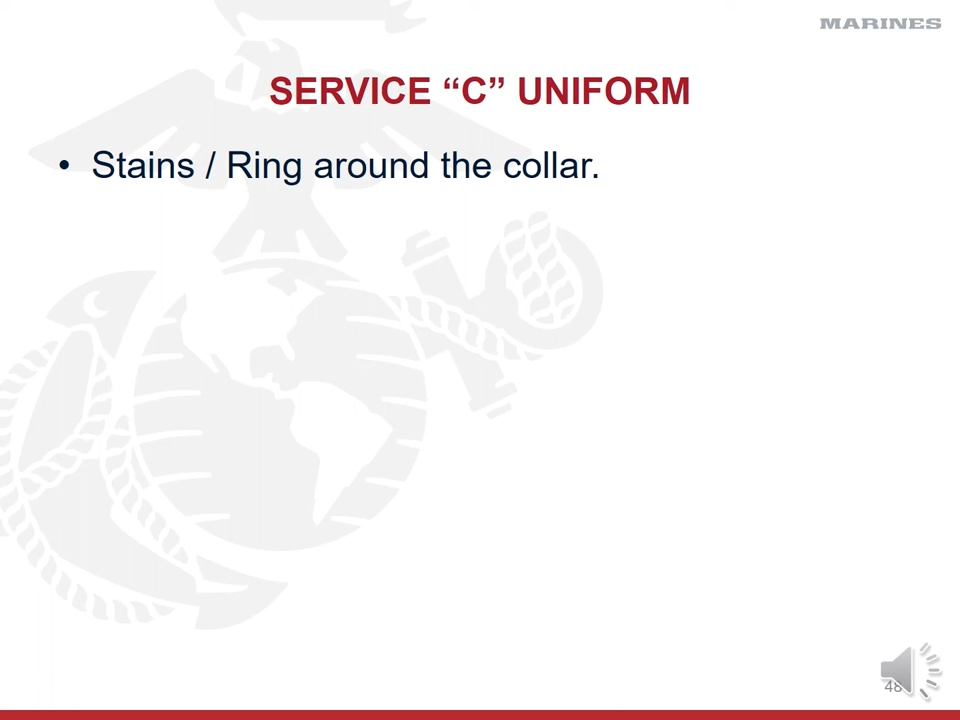 MARINES
SERVICE “C” UNIFORM
• Stains / Ring around the collar.
48